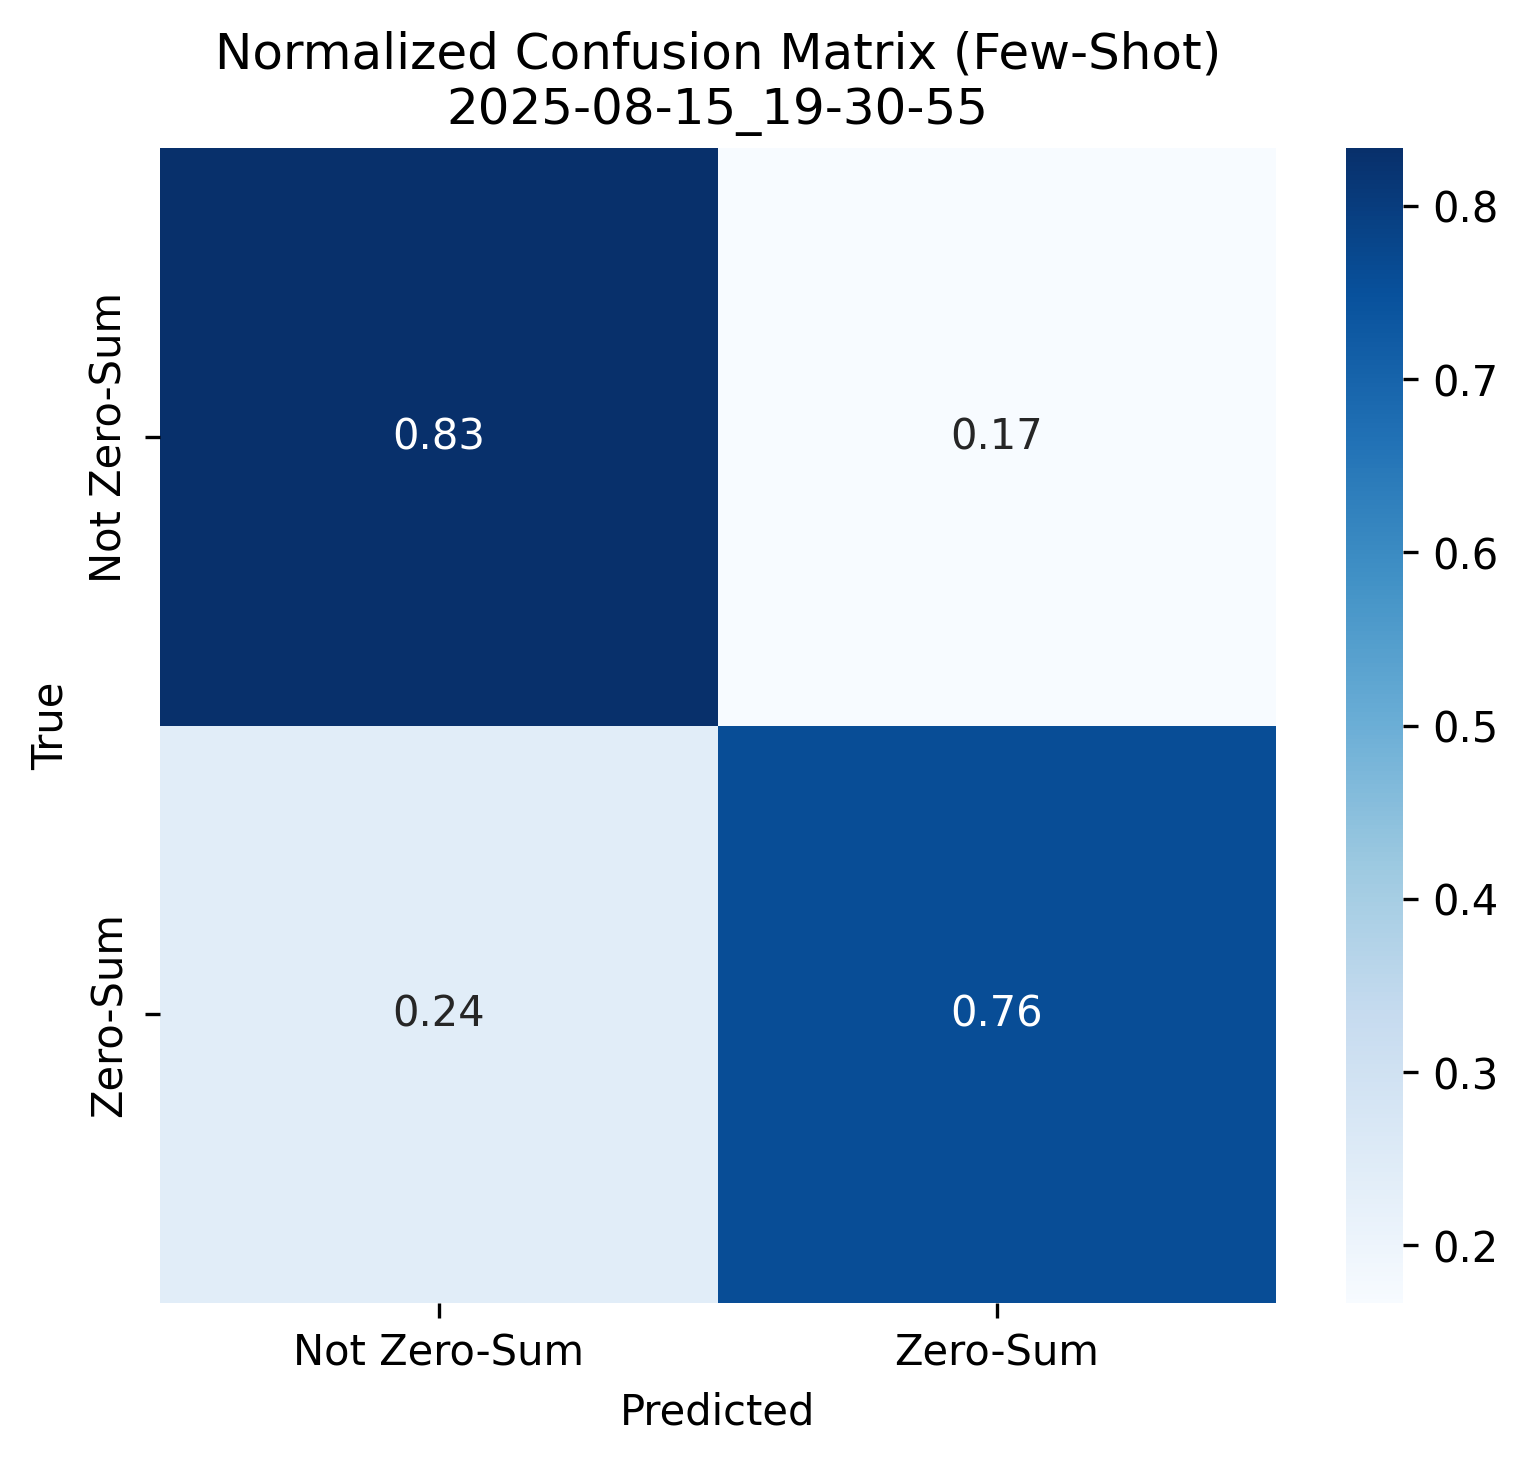 Normalized Confusion Matrix (Few-Shot)
2025-08-15_19-30-55
True
Not Zero-Sum
Zero-Sum
0.83
0.17
0.24
0.76
Not Zero-Sum
Zero-Sum
Predicted
0.8
0.7
0.6
0.5
0.4
0.3
0.2